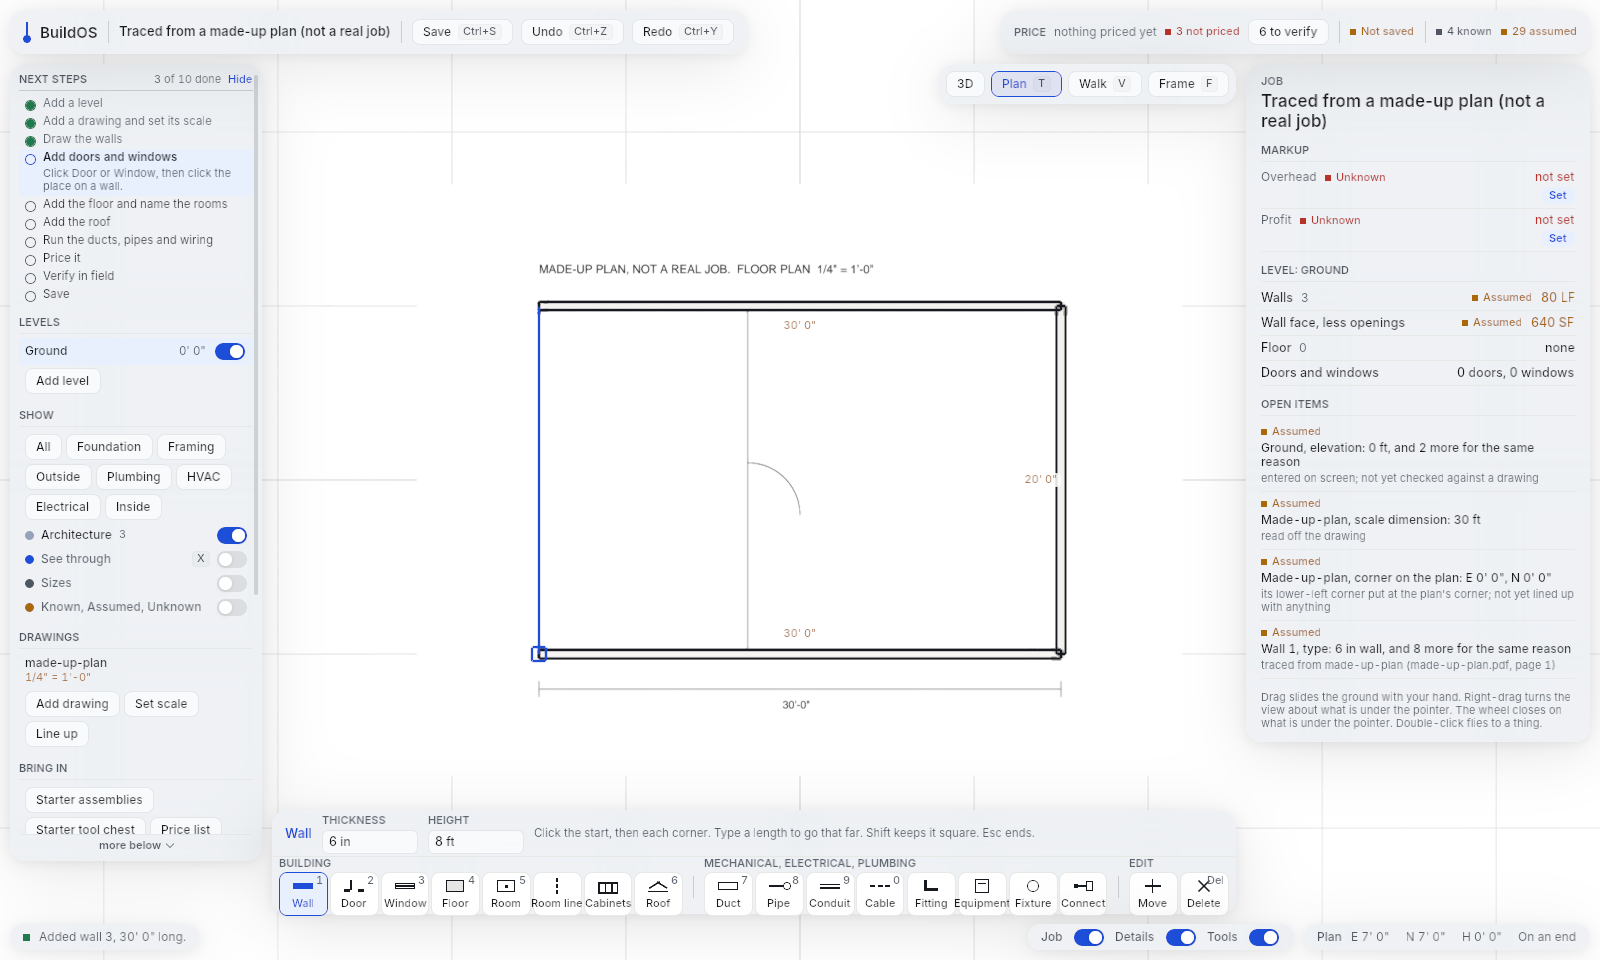 BuildOS
Traced from a made-up plan (not a real job)
Save Ctrl+S
Undo Ctrl+Z
Redo Ctrl+Y
PRICE nothing priced yet 3 not priced
6 to verify
Not saved
4 known 29 assumed
3D
Plan T
Walk V
Frame F
NEXT STEPS 3 of 10 done Hide
Add a level
Add a drawing and set its scale
Draw the walls
Add doors and windows
Click Door or Window, then click the
place on a wall.
Add the floor and name the rooms
Add the roof
Run the ducts, pipes and wiring
Price it
Verify in field
Save
LEVELS
Ground 0' 0"
Add level
SHOW
All Foundation Framing
Outside Plumbing HVAC
Electrical Inside
Architecture 3
See through X
Sizes
Known, Assumed, Unknown
DRAWINGS
made-up-plan
1/4" = 1'-0"
Add drawing Set scale
Line up
BRING IN
Starter assemblies
Starter tool chest Price list
more below
MADE-UP PLAN, NOT A REAL JOB. FLOOR PLAN 1/4" = 1'-0"
30' 0"
20' 0"
30' 0"
30'-0"
JOB
Traced from a made-up plan (not a
real job)
MARKUP
Overhead Unknown not set
Set
Profit Unknown not set
Set
LEVEL: GROUND
Walls 3 Assumed 80 LF
Wall face, less openings Assumed 640 SF
Floor 0 none
Doors and windows 0 doors, 0 windows
OPEN ITEMS
Assumed
Ground, elevation: 0 ft, and 2 more for the same
reason
entered on screen; not yet checked against a drawing
Assumed
Made-up-plan, scale dimension: 30 ft
read off the drawing
Assumed
Made-up-plan, corner on the plan: E 0' 0", N 0' 0"
its lower-left corner put at the plan's corner; not yet lined up
with anything
Assumed
Wall 1, type: 6 in wall, and 8 more for the same reason
traced from made-up-plan (made-up-plan.pdf, page 1)
Drag slides the ground with your hand. Right-drag turns the
view about what is under the pointer. The wheel closes on
what is under the pointer. Double-click flies to a thing.
Wall
THICKNESS
6 in
HEIGHT
8 ft
Click the start, then each corner. Type a length to go that far. Shift keeps it square. Esc ends.
BUILDING
Wall 1
Door 2
Window 3
Floor 4
Room 5
Room line
Cabinets
Roof 6
MECHANICAL, ELECTRICAL, PLUMBING
Duct 7
Pipe 8
Conduit 9
Cable 0
Fitting
Equipment
Fixture
Connect
EDIT
Move
Delete Del
Added wall 3, 30' 0" long.
Job Details Tools
Plan E 7' 0" N 7' 0" H 0' 0" On an end